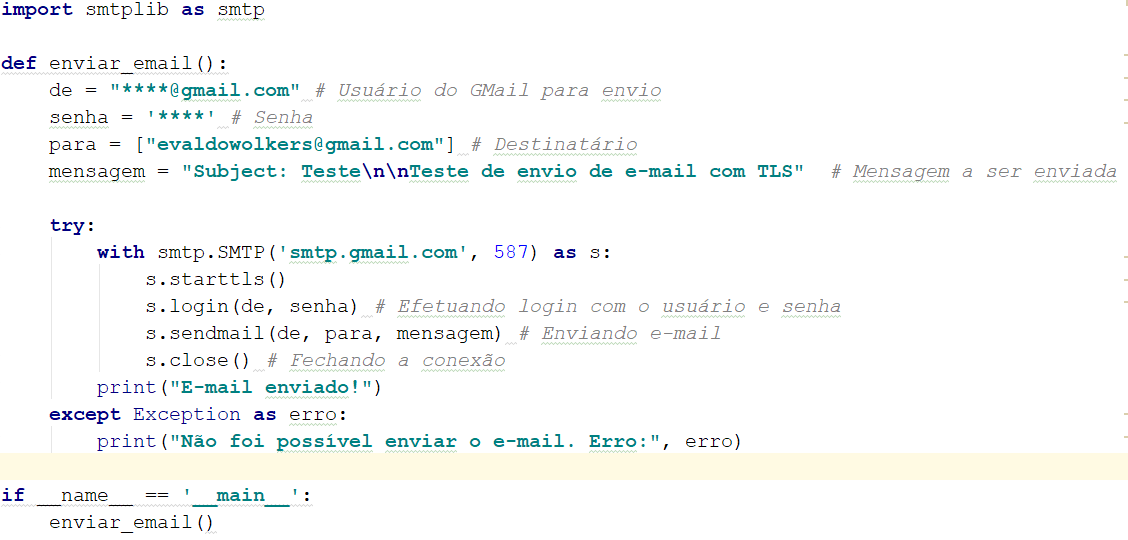 import smtplib as smtp

def enviar_email():
    de = "****@gmail.com" # Usuário do GMail para envio
    senha = '****' # Senha
    para = ["evaldowolkers@gmail.com"] # Destinatário
    mensagem = "Subject: Teste\n\nTeste de envio de e-mail com TLS"  # Mensagem a ser enviada

    try:
        with smtp.SMTP('smtp.gmail.com', 587) as s:
            s.starttls()
            s.login(de, senha) # Efetuando login com o usuário e senha
            s.sendmail(de, para, mensagem) # Enviando e-mail
            s.close() # Fechando a conexão
        print("E-mail enviado!")
    except Exception as erro:
        print("Não foi possível enviar o e-mail. Erro:", erro)

if __name__ == '__main__':
    enviar_email()